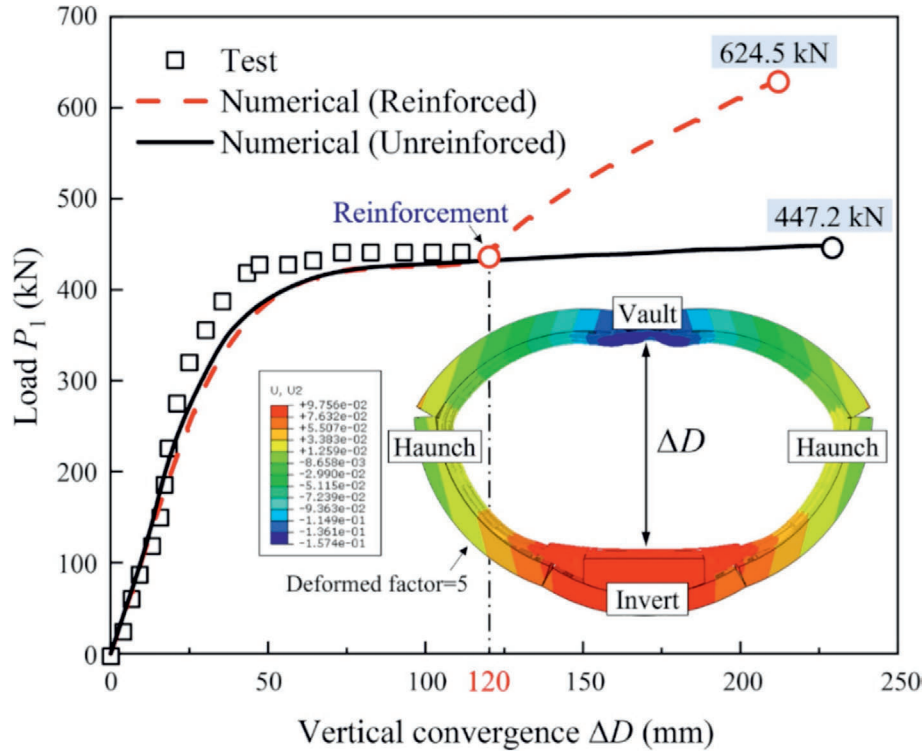 700
600
500
400
300
200
100
0
Load P₁ (kN)
Test
Numerical (Reinforced)
Numerical (Unreinforced)
624.5 kN
Reinforcement
447.2 kN
Vault
U, U2
+9.756e-02
+7.632e-02
+5.507e-02
+3.383e-02
+1.259e-02
-8.658e-03
-2.990e-02
-5.115e-02
-7.239e-02
-9.363e-02
-1.149e-01
-1.361e-01
-1.574e-01
Haunch
ΔD
Haunch
Deformed factor=5
Invert
0
50
100
120
150
200
250
Vertical convergence ΔD (mm)